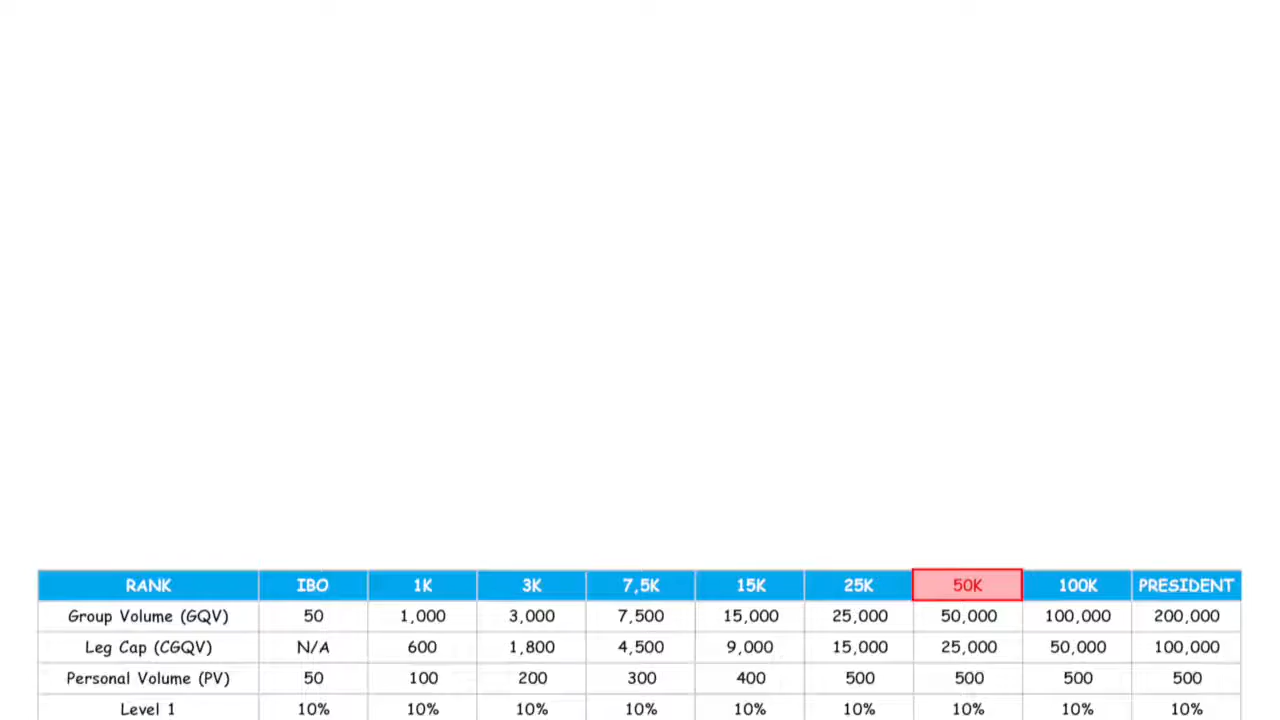 RANK IBO 1K 3K 7,5K 15K 25K 50K 100K PRESIDENT
Group Volume (GQV) 50 1,000 3,000 7,500 15,000 25,000 50,000 100,000 200,000
Leg Cap (CGQV) N/A 600 1,800 4,500 9,000 15,000 25,000 50,000 100,000
Personal Volume (PV) 50 100 200 300 400 500 500 500 500
Level 1 10% 10% 10% 10% 10% 10% 10% 10% 10%